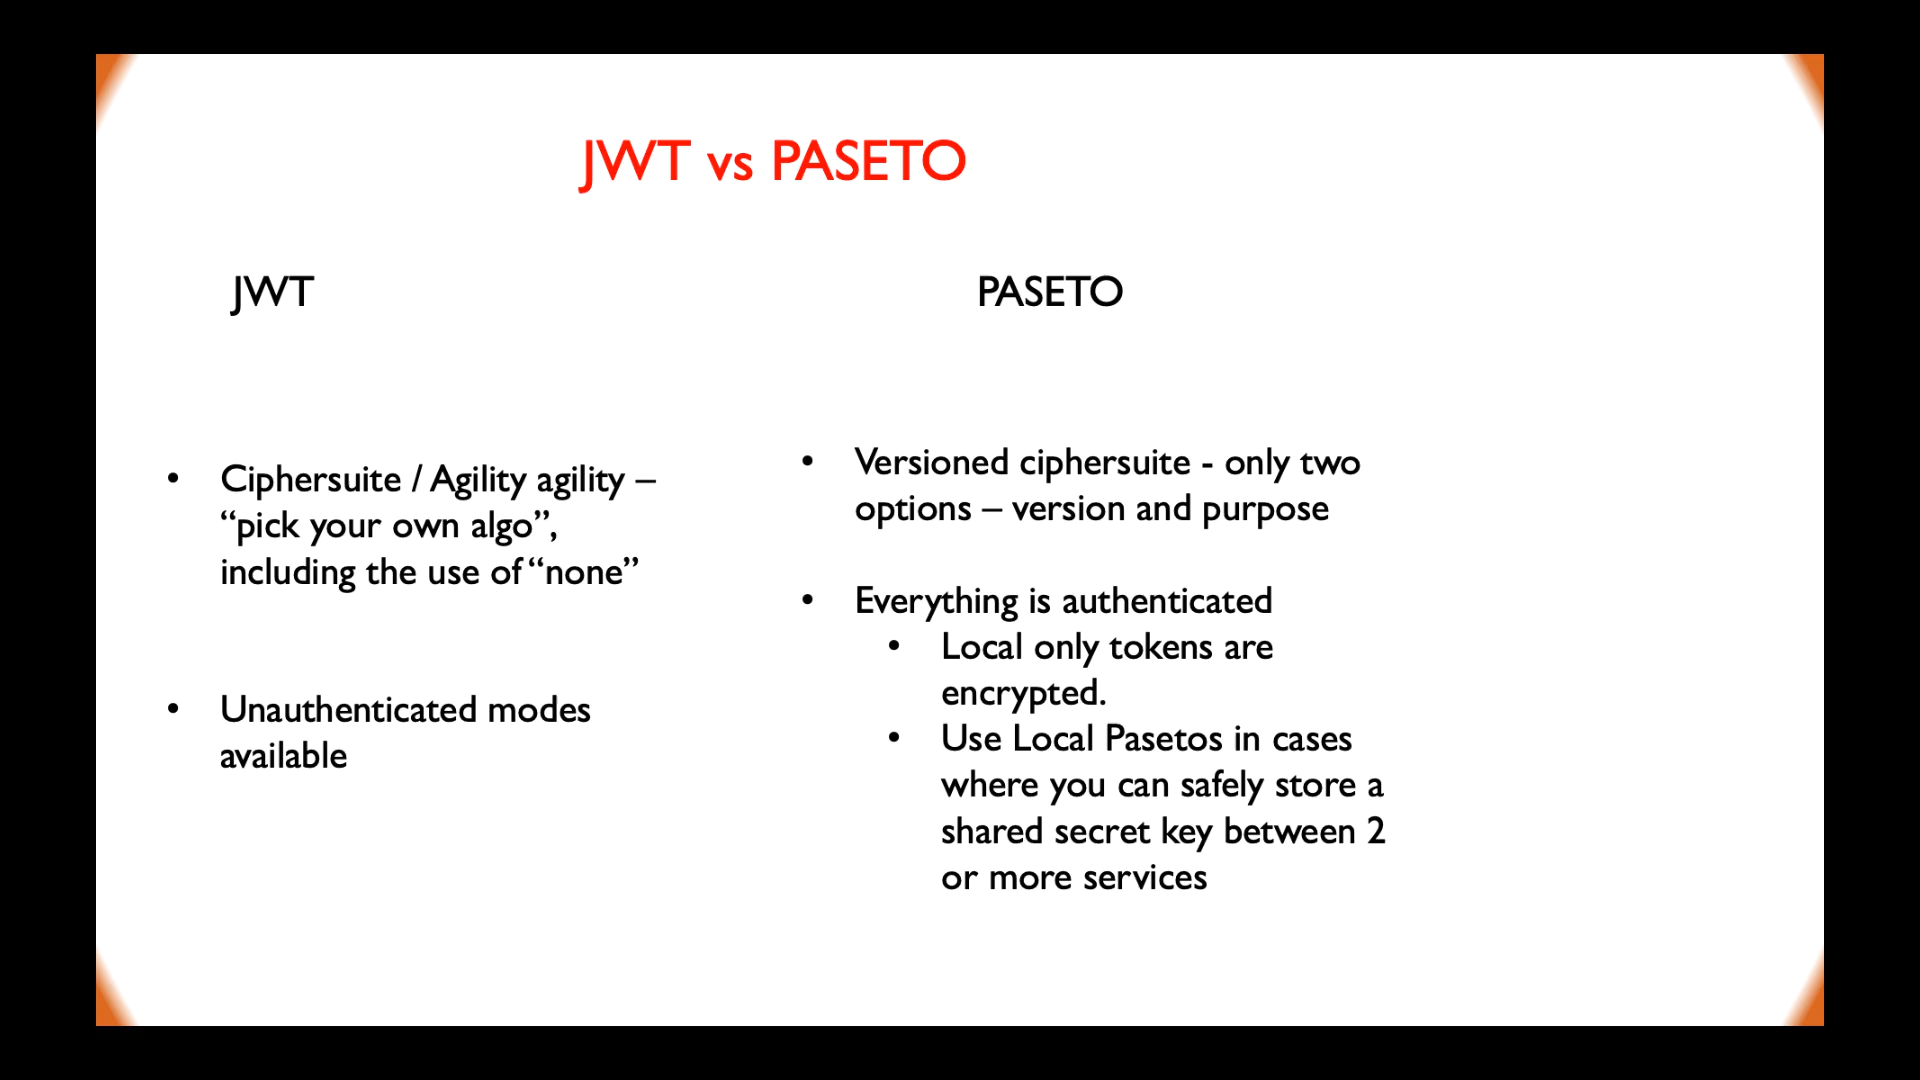 JWT vs PASETO
JWT
• Ciphersuite / Agility agility –
“pick your own algo”,
including the use of “none”
• Unauthenticated modes
available
PASETO
• Versioned ciphersuite - only two
options – version and purpose
• Everything is authenticated
• Local only tokens are
encrypted.
• Use Local Pasetos in cases
where you can safely store a
shared secret key between 2
or more services